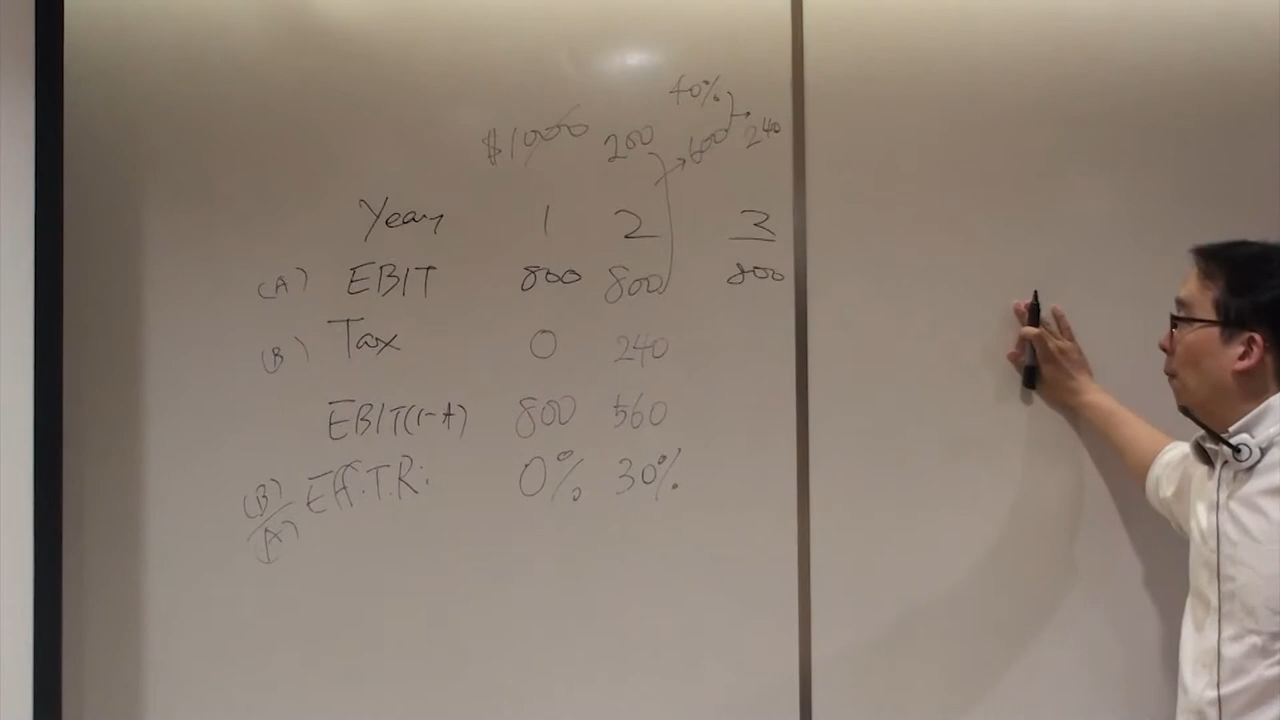 40%
$1000 200 600 240
Year 1 2 3
(A) EBIT 800 800 800
(B) Tax 0 240
EBIT(1-t) 800 560
(B)/(A) Eff.T.R: 0% 30%